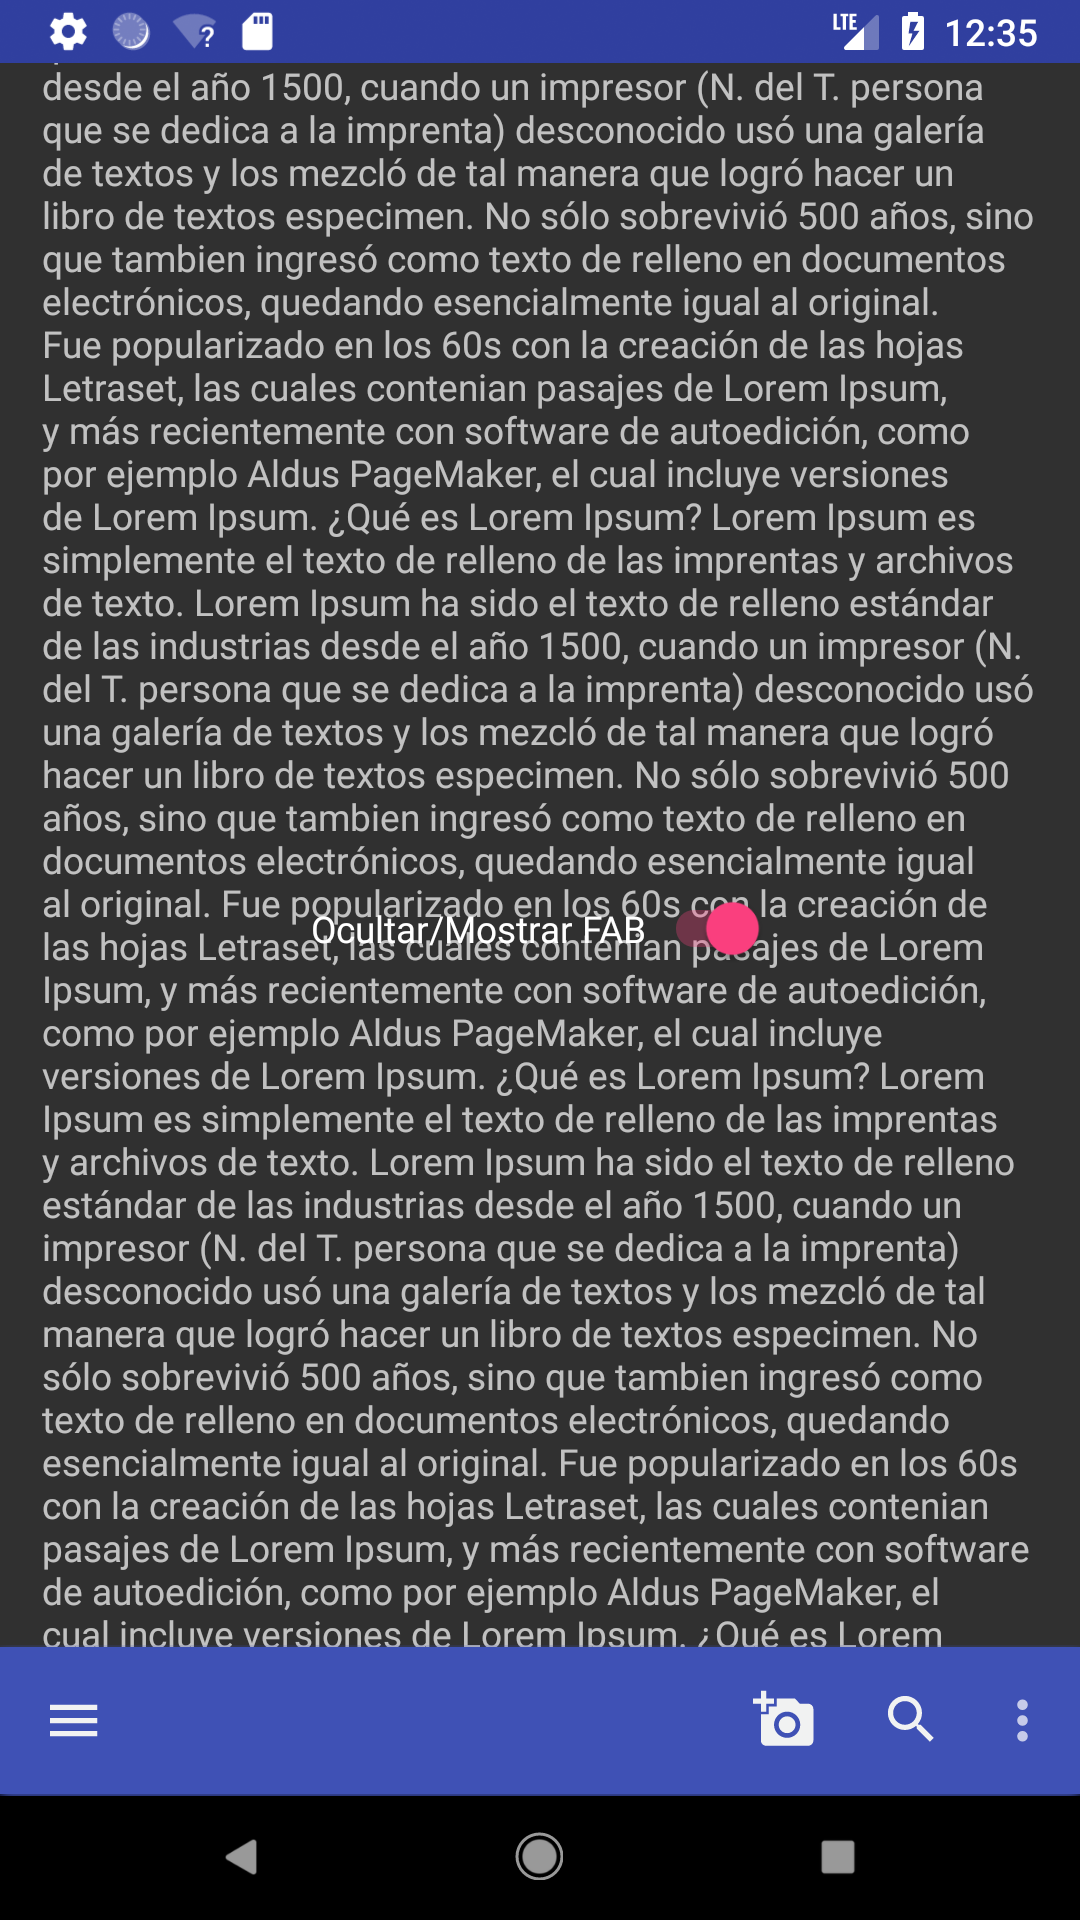 LTE 12:35
desde el año 1500, cuando un impresor (N. del T. persona
que se dedica a la imprenta) desconocido usó una galería
de textos y los mezcló de tal manera que logró hacer un
libro de textos especimen. No sólo sobrevivió 500 años, sino
que tambien ingresó como texto de relleno en documentos
electrónicos, quedando esencialmente igual al original.
Fue popularizado en los 60s con la creación de las hojas
Letraset, las cuales contenian pasajes de Lorem Ipsum,
y más recientemente con software de autoedición, como
por ejemplo Aldus PageMaker, el cual incluye versiones
de Lorem Ipsum. ¿Qué es Lorem Ipsum? Lorem Ipsum es
simplemente el texto de relleno de las imprentas y archivos
de texto. Lorem Ipsum ha sido el texto de relleno estándar
de las industrias desde el año 1500, cuando un impresor (N.
del T. persona que se dedica a la imprenta) desconocido usó
una galería de textos y los mezcló de tal manera que logró
hacer un libro de textos especimen. No sólo sobrevivió 500
años, sino que tambien ingresó como texto de relleno en
documentos electrónicos, quedando esencialmente igual
al original. Fue popularizado en los 60s con la creación de
Ocultar/Mostrar FAB
las hojas Letraset, las cuales contenian pasajes de Lorem
Ipsum, y más recientemente con software de autoedición,
como por ejemplo Aldus PageMaker, el cual incluye
versiones de Lorem Ipsum. ¿Qué es Lorem Ipsum? Lorem
Ipsum es simplemente el texto de relleno de las imprentas
y archivos de texto. Lorem Ipsum ha sido el texto de relleno
estándar de las industrias desde el año 1500, cuando un
impresor (N. del T. persona que se dedica a la imprenta)
desconocido usó una galería de textos y los mezcló de tal
manera que logró hacer un libro de textos especimen. No
sólo sobrevivió 500 años, sino que tambien ingresó como
texto de relleno en documentos electrónicos, quedando
esencialmente igual al original. Fue popularizado en los 60s
con la creación de las hojas Letraset, las cuales contenian
pasajes de Lorem Ipsum, y más recientemente con software
de autoedición, como por ejemplo Aldus PageMaker, el
cual incluye versiones de Lorem Ipsum. ¿Qué es Lorem